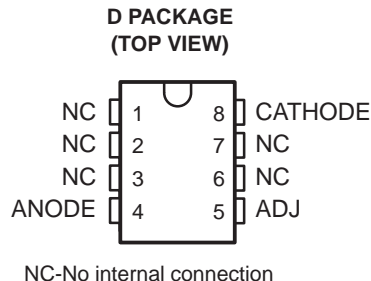 D PACKAGE
(TOP VIEW)
NC 1 8 CATHODE
NC 2 7 NC
NC 3 6 NC
ANODE 4 5 ADJ
NC-No internal connection